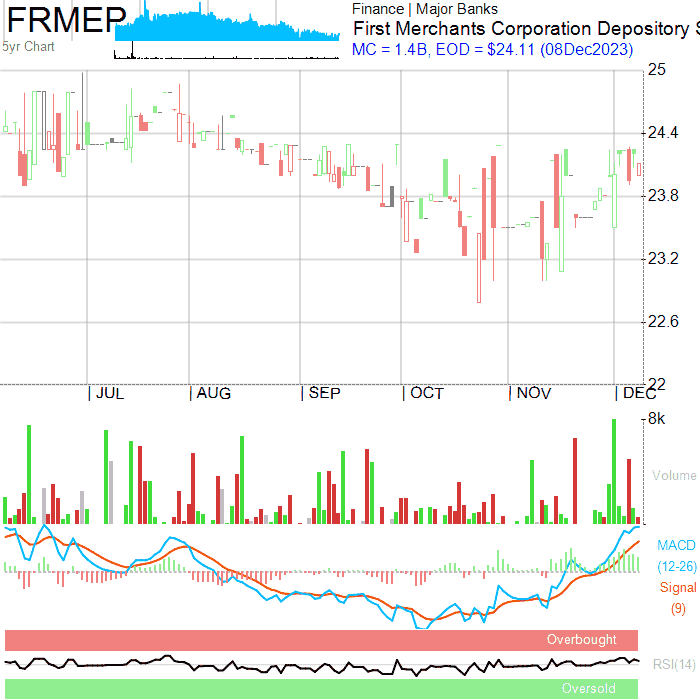 FRMEP
5yr Chart
Finance | Major Banks
First Merchants Corporation Depository S
MC = 1.4B, EOD = $24.11 (08Dec2023)
25
24.4
23.8
23.2
22.6
22
JUL
AUG
SEP
OCT
NOV
DEC
8k
Volume
MACD
(12-26)
Signal
(9)
Overbought
RSI(14)
Oversold